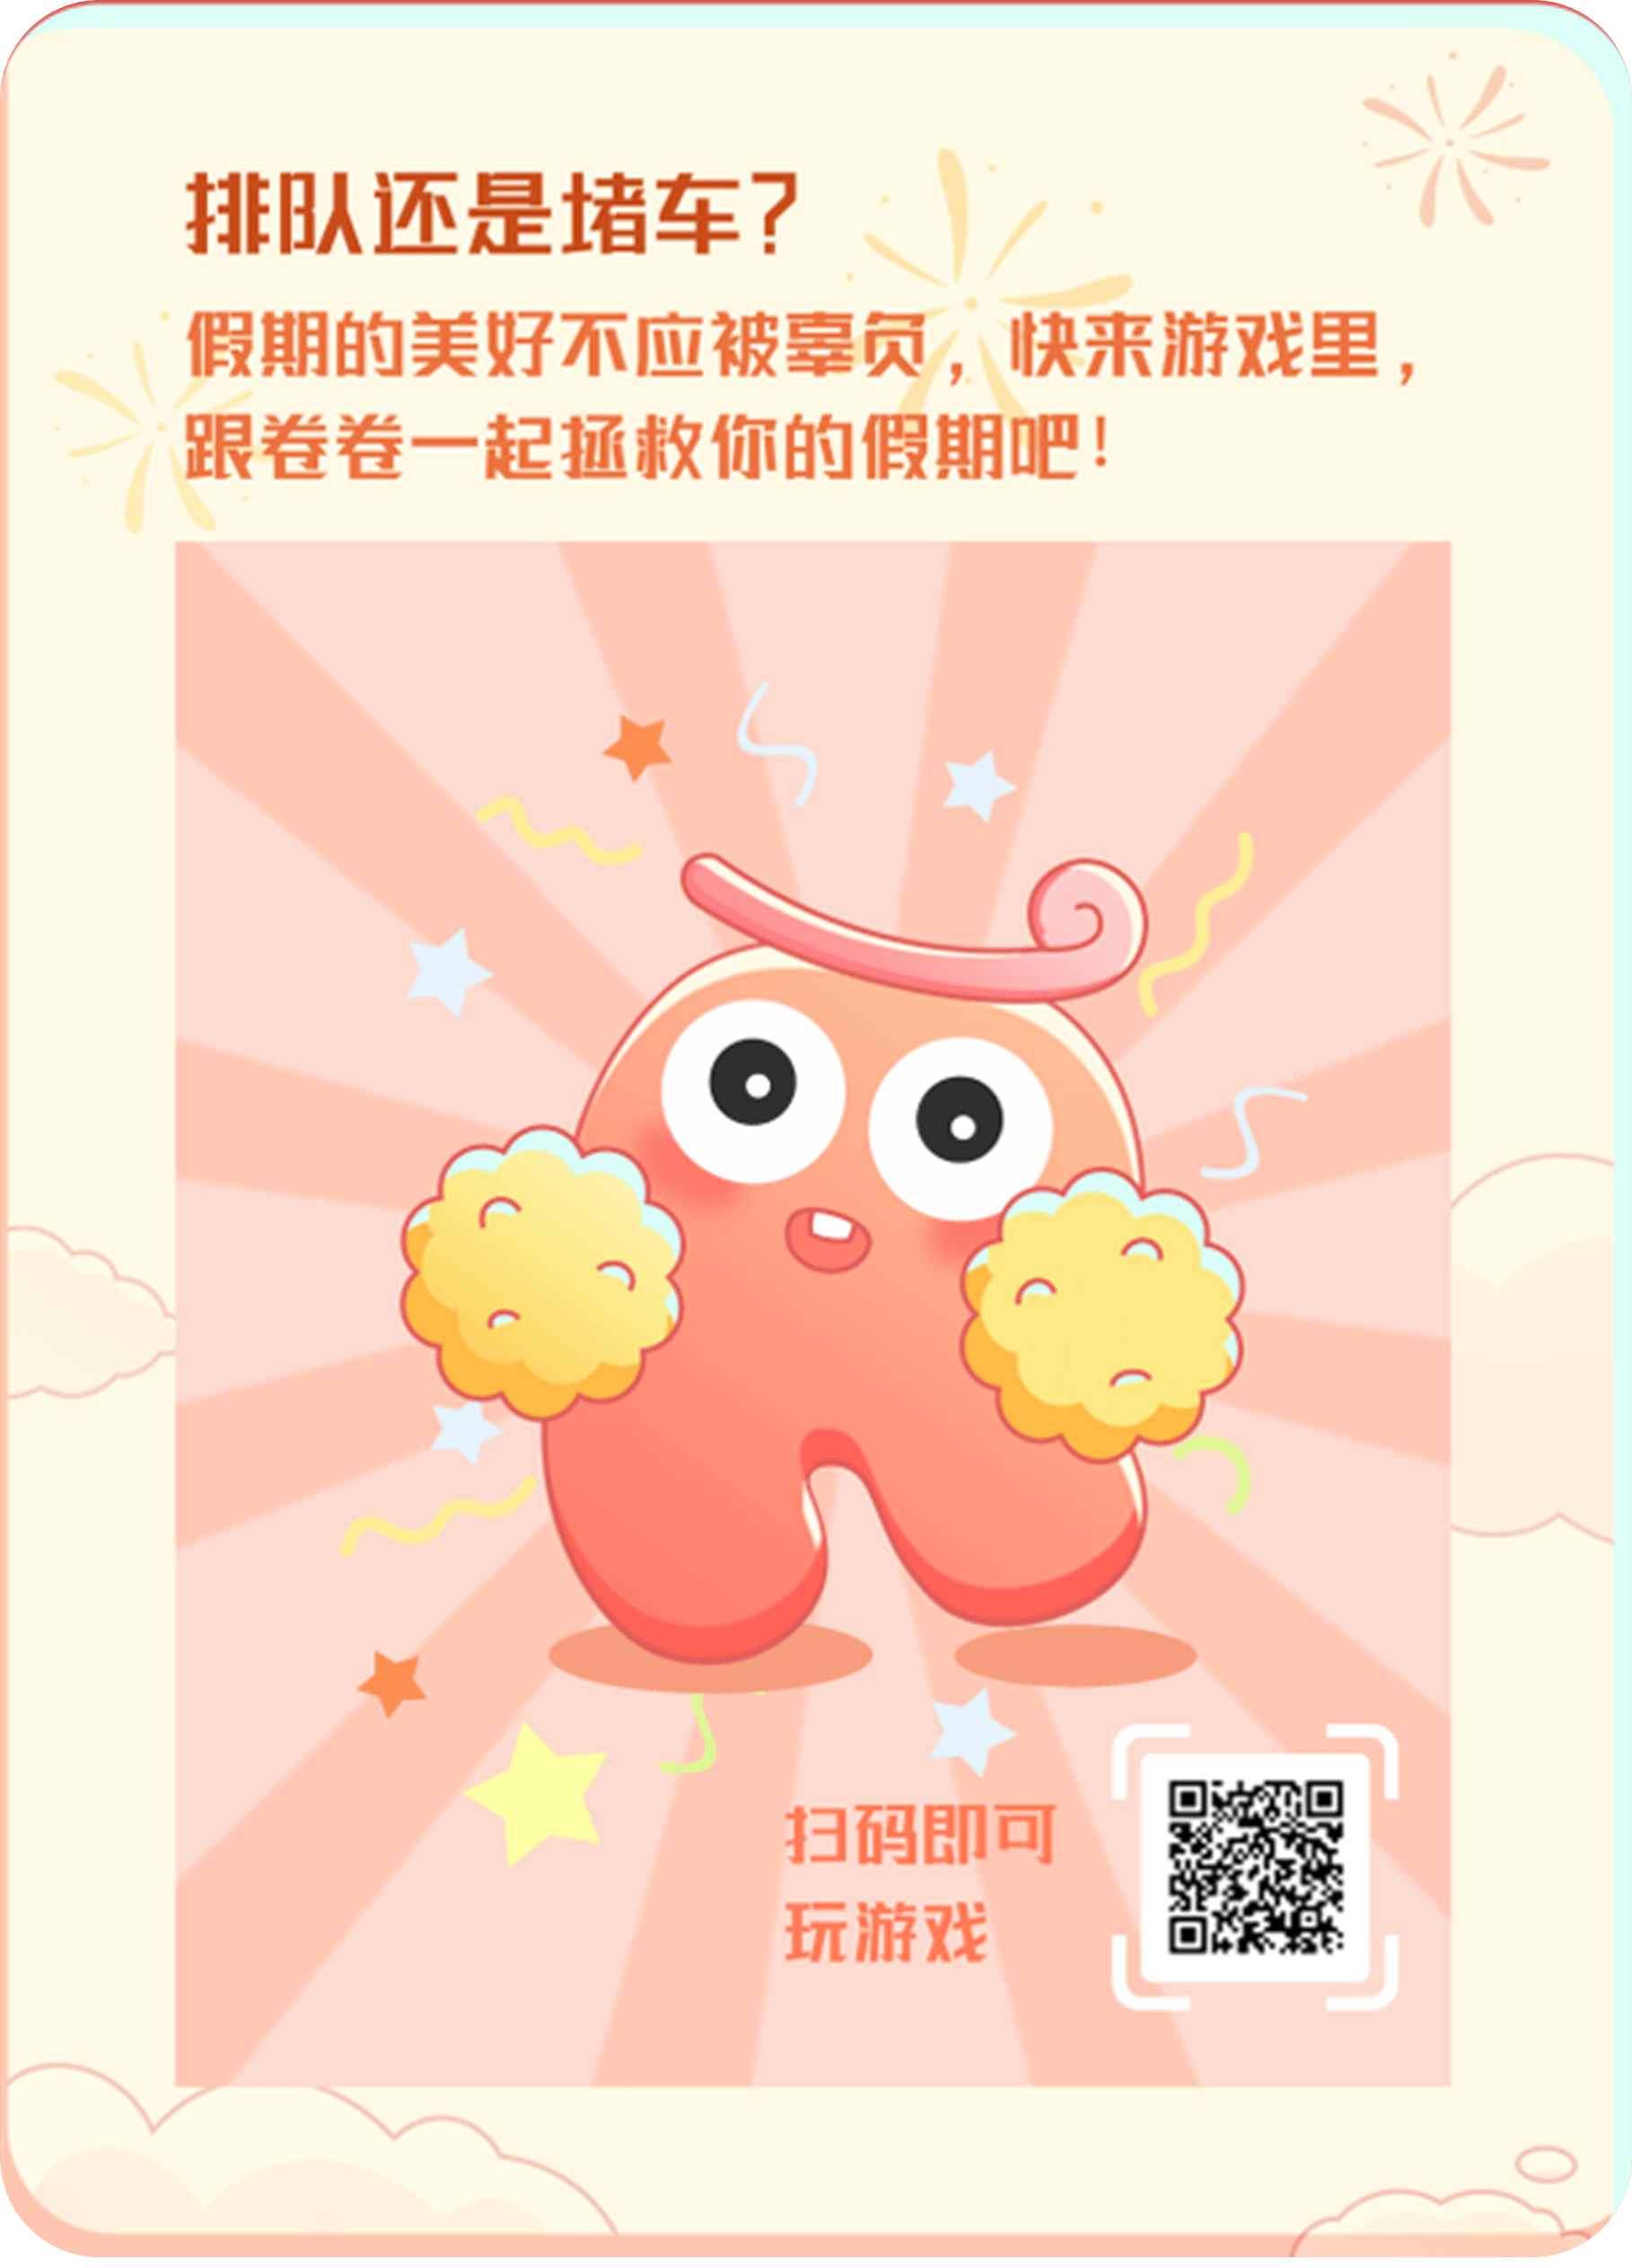 排队还是堵车?
假期的美好不应被辜负，快来游戏里，
跟卷卷一起拯救你的假期吧!
扫码即可
玩游戏